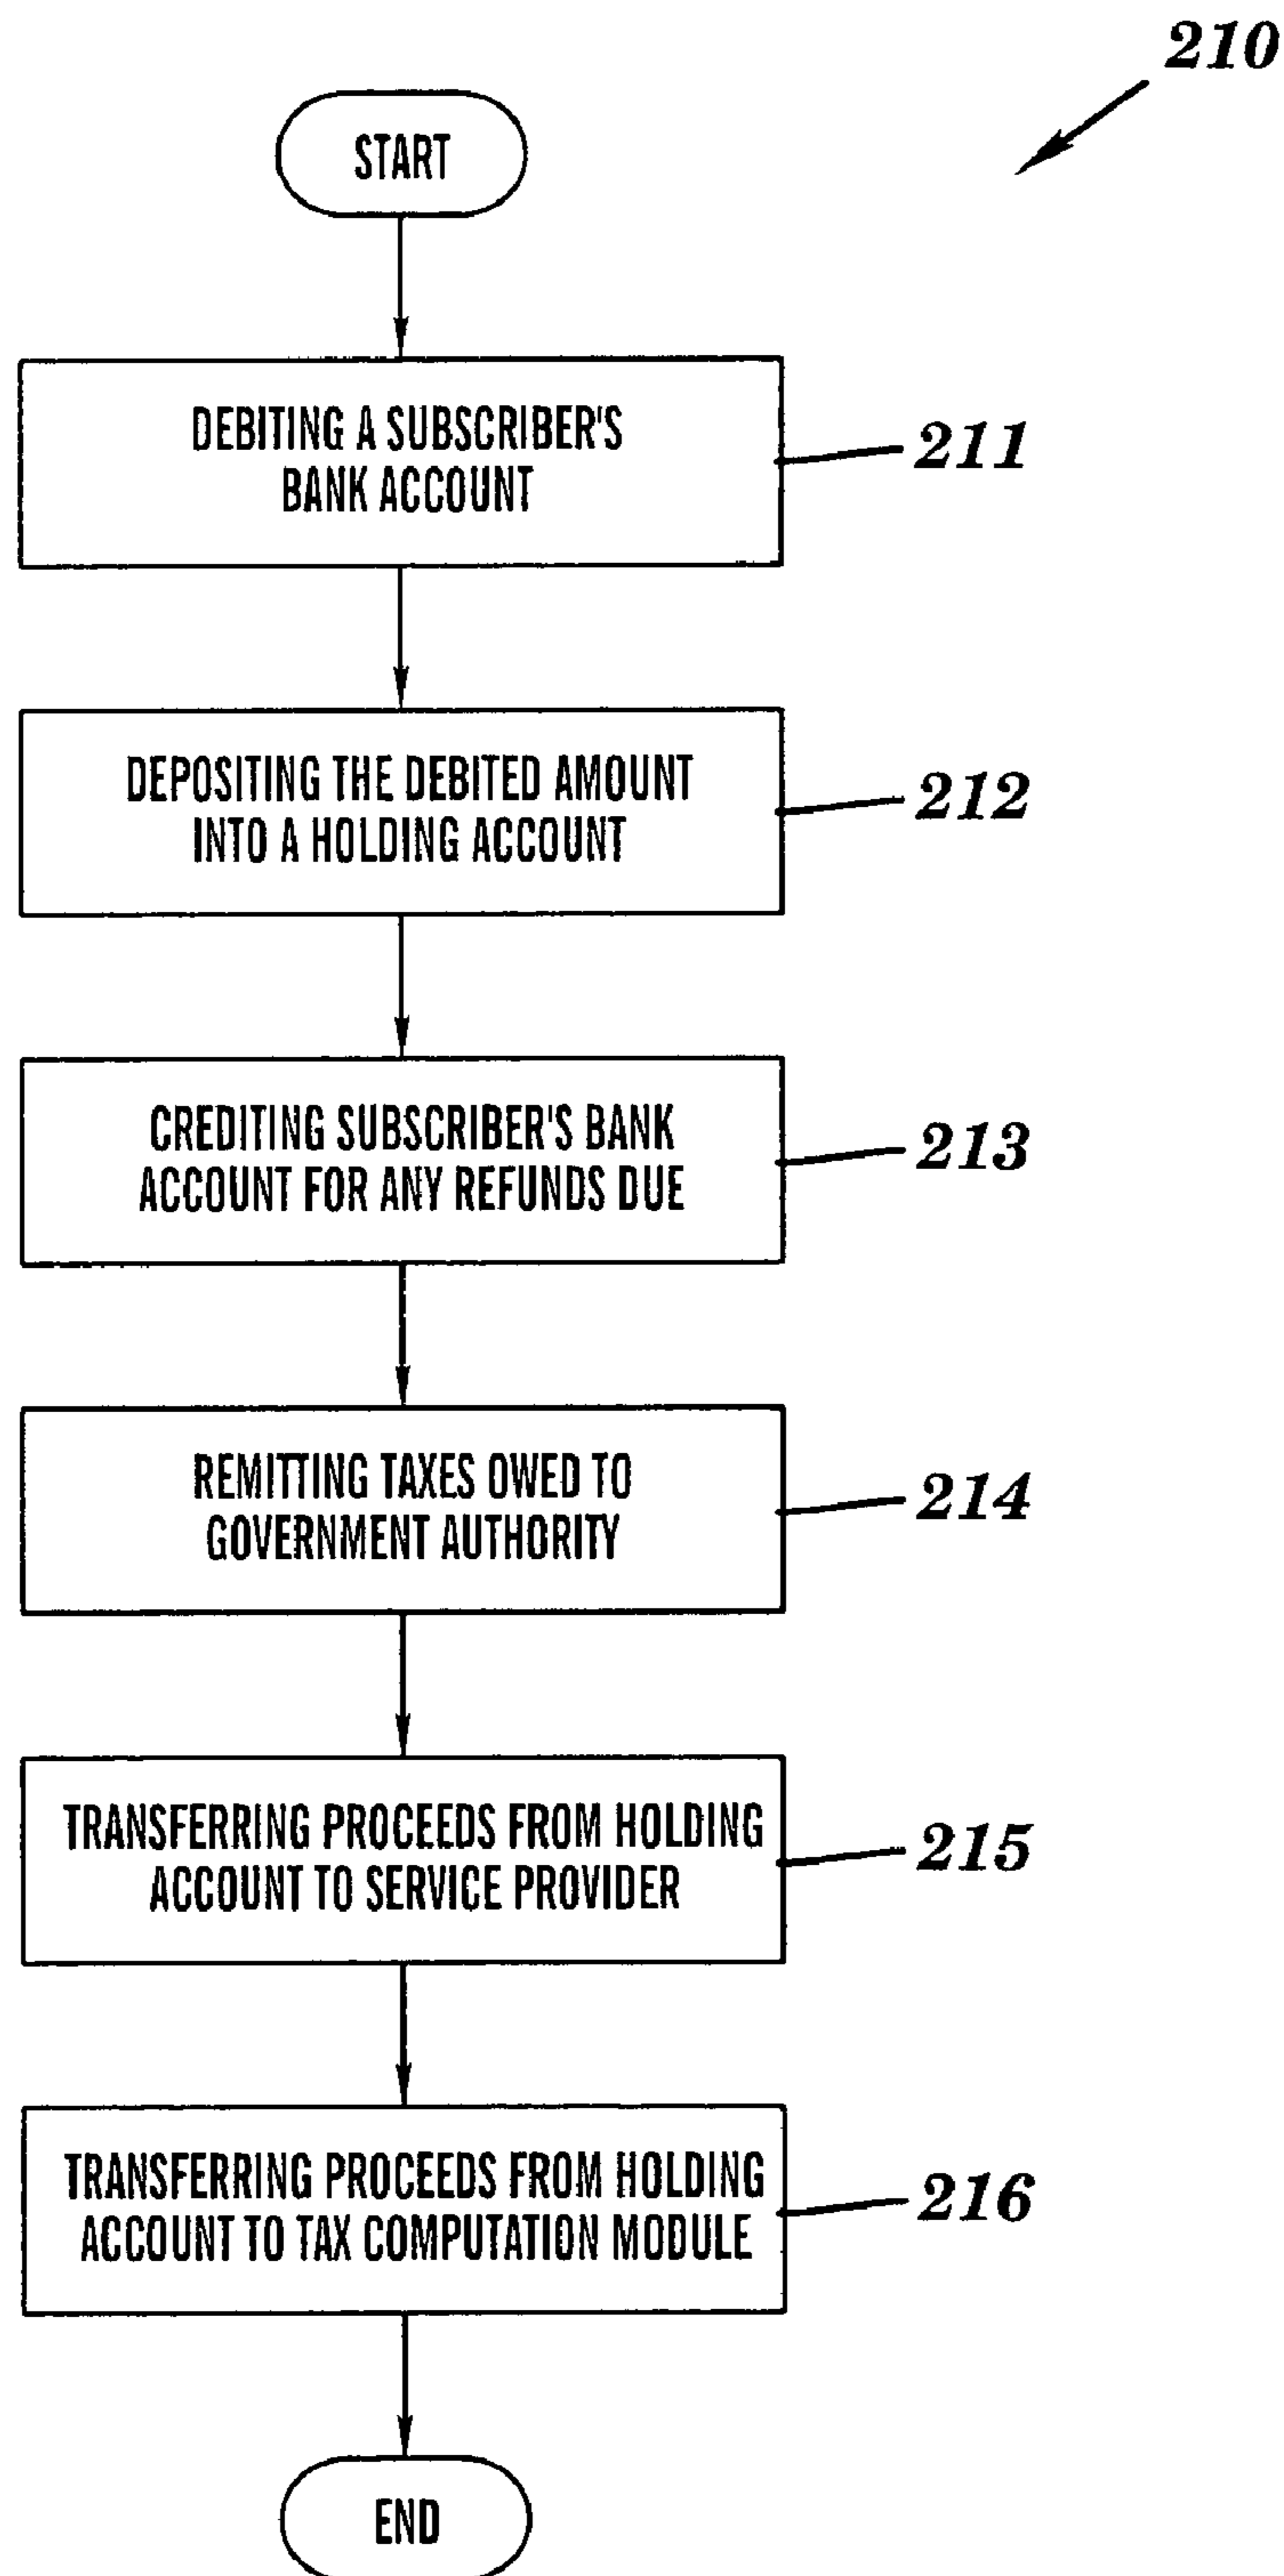 210
START
DEBITING A SUBSCRIBER'S
BANK ACCOUNT
211
DEPOSITING THE DEBITED AMOUNT
INTO A HOLDING ACCOUNT
212
CREDITING SUBSCRIBER'S BANK
ACCOUNT FOR ANY REFUNDS DUE
213
REMITTING TAXES OWED TO
GOVERNMENT AUTHORITY
214
TRANSFERRING PROCEEDS FROM HOLDING
ACCOUNT TO SERVICE PROVIDER
215
TRANSFERRING PROCEEDS FROM HOLDING
ACCOUNT TO TAX COMPUTATION MODULE
216
END